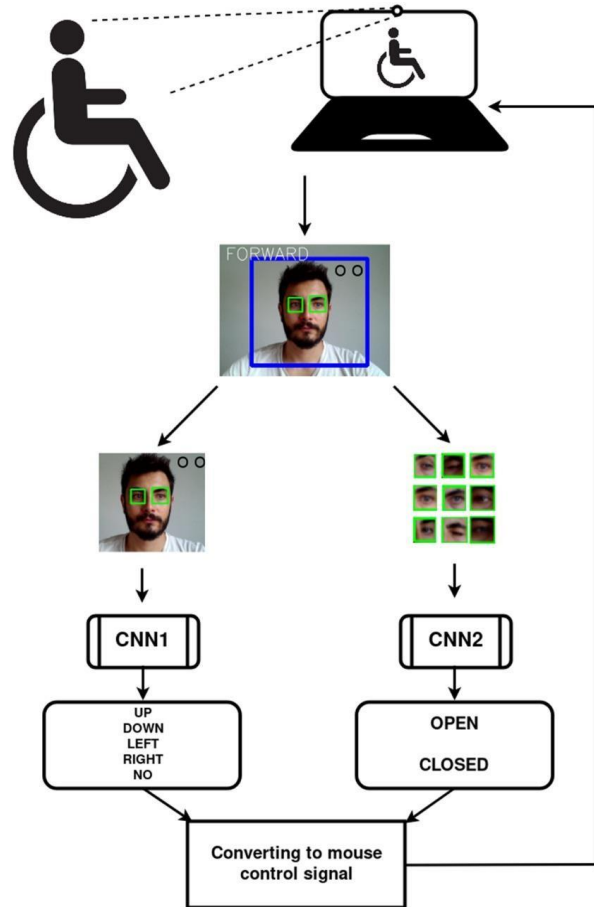 FORWARD
CNN1
CNN2
UP
DOWN
LEFT
RIGHT
NO
OPEN
CLOSED
Converting to mouse
control signal